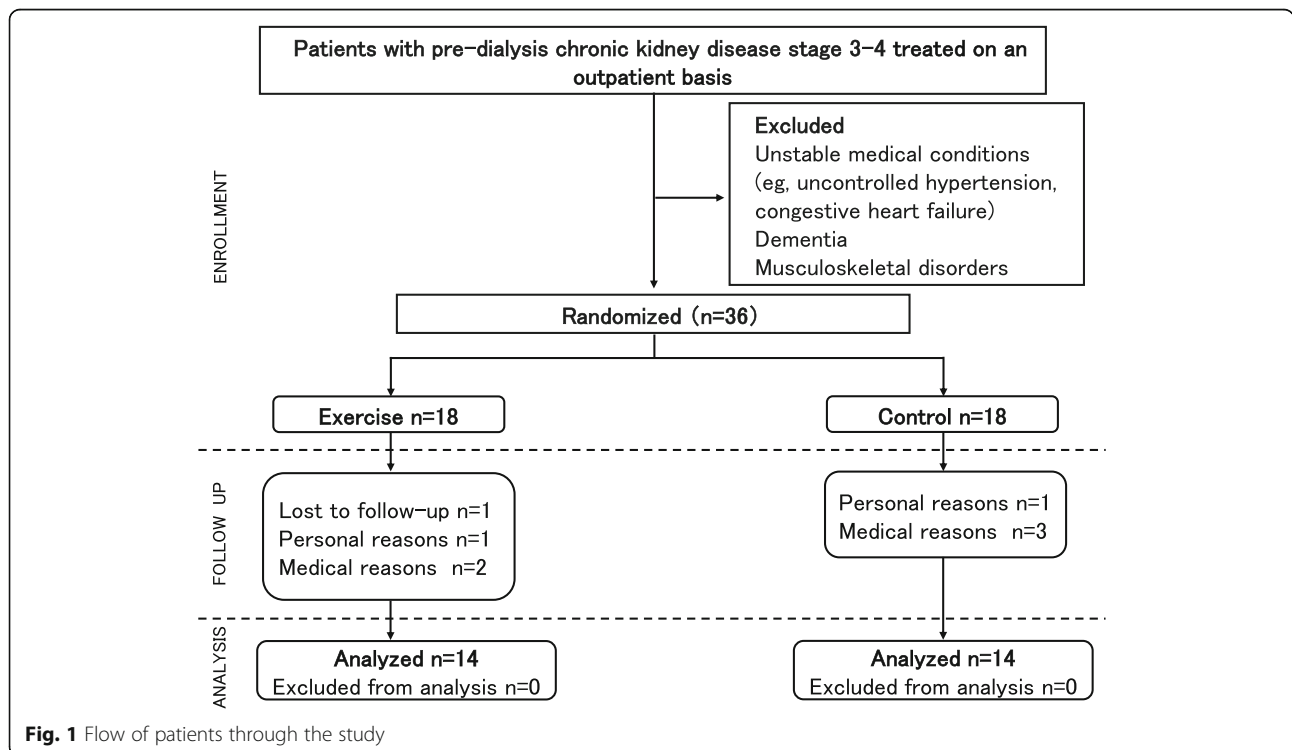 Patients with pre-dialysis chronic kidney disease stage 3-4 treated on an
outpatient basis
ENROLLMENT
Excluded
Unstable medical conditions
(eg, uncontrolled hypertension,
congestive heart failure)
Dementia
Musculoskeletal disorders
Randomized (n=36)
Exercise n=18
Control n=18
FOLLOW UP
Lost to follow-up n=1
Personal reasons n=1
Medical reasons n=2
Personal reasons n=1
Medical reasons n=3
ANALYSIS
Analyzed n=14
Excluded from analysis n=0
Analyzed n=14
Excluded from analysis n=0
Fig. 1 Flow of patients through the study